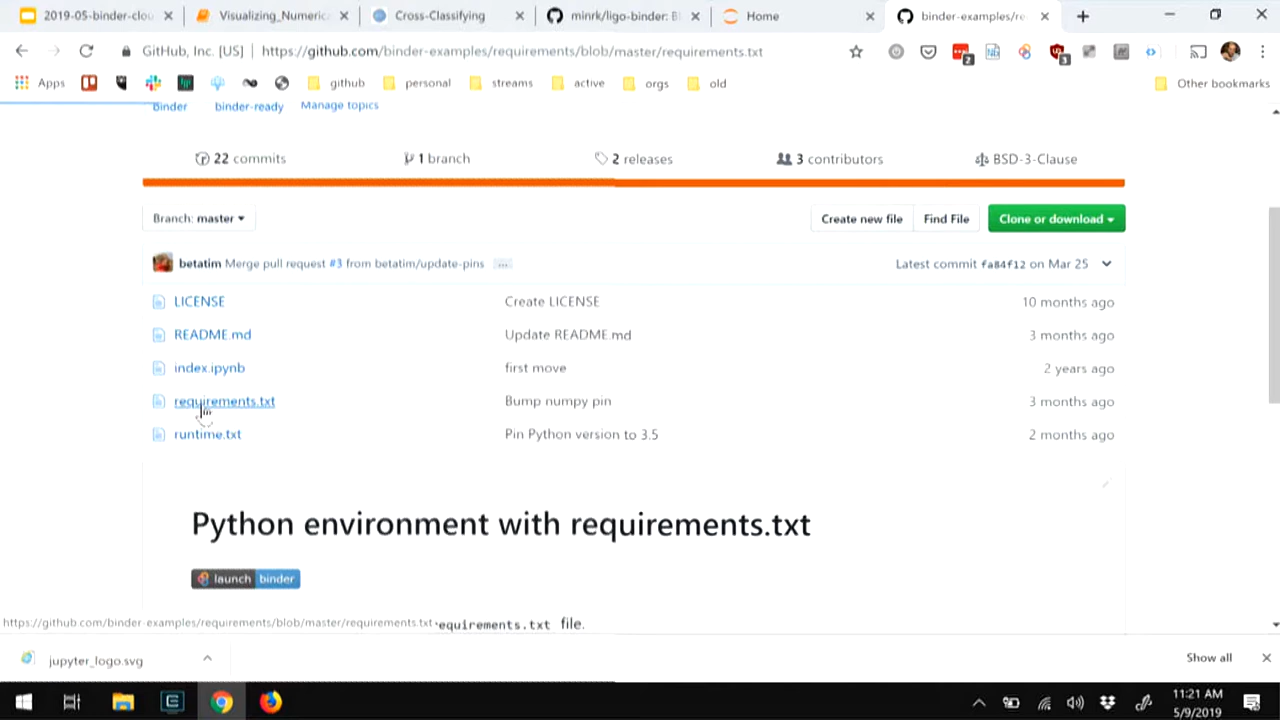 2019-05-binder-clou
Visualizing_Numeric
Cross-Classifying
minrk/ligo-binder: Bi
Home
binder-examples/re
GitHub, Inc. [US] | https://github.com/binder-examples/requirements/blob/master/requirements.txt
2
3
Apps
github
personal
streams
active
orgs
old
Other bookmarks
binder
binder-ready
Manage topics
22 commits
1 branch
2 releases
3 contributors
BSD-3-Clause
Branch: master
Create new file
Find File
Clone or download
betatim Merge pull request #3 from betatim/update-pins ...
Latest commit fa84f12 on Mar 25
LICENSE
Create LICENSE
10 months ago
README.md
Update README.md
3 months ago
index.ipynb
first move
2 years ago
requirements.txt
Bump numpy pin
3 months ago
runtime.txt
Pin Python version to 3.5
2 months ago
Python environment with requirements.txt
launch binder
https://github.com/binder-examples/requirements/blob/master/requirements.txt
equirements.txt file.
jupyter_logo.svg
Show all
11:21 AM
5/9/2019